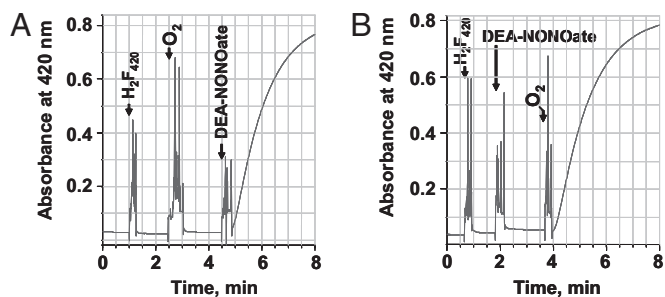 A
Absorbance at 420 nm
0.8
0.6
0.4
0.2
H₂F₄₂₀
O₂
DEA-NONOate
0
2
4
6
8
Time, min
B
Absorbance at 420 nm
0.8
0.6
0.4
0.2
H₂F₄₂₀
DEA-NONOate
O₂
0
2
4
6
8
Time, min